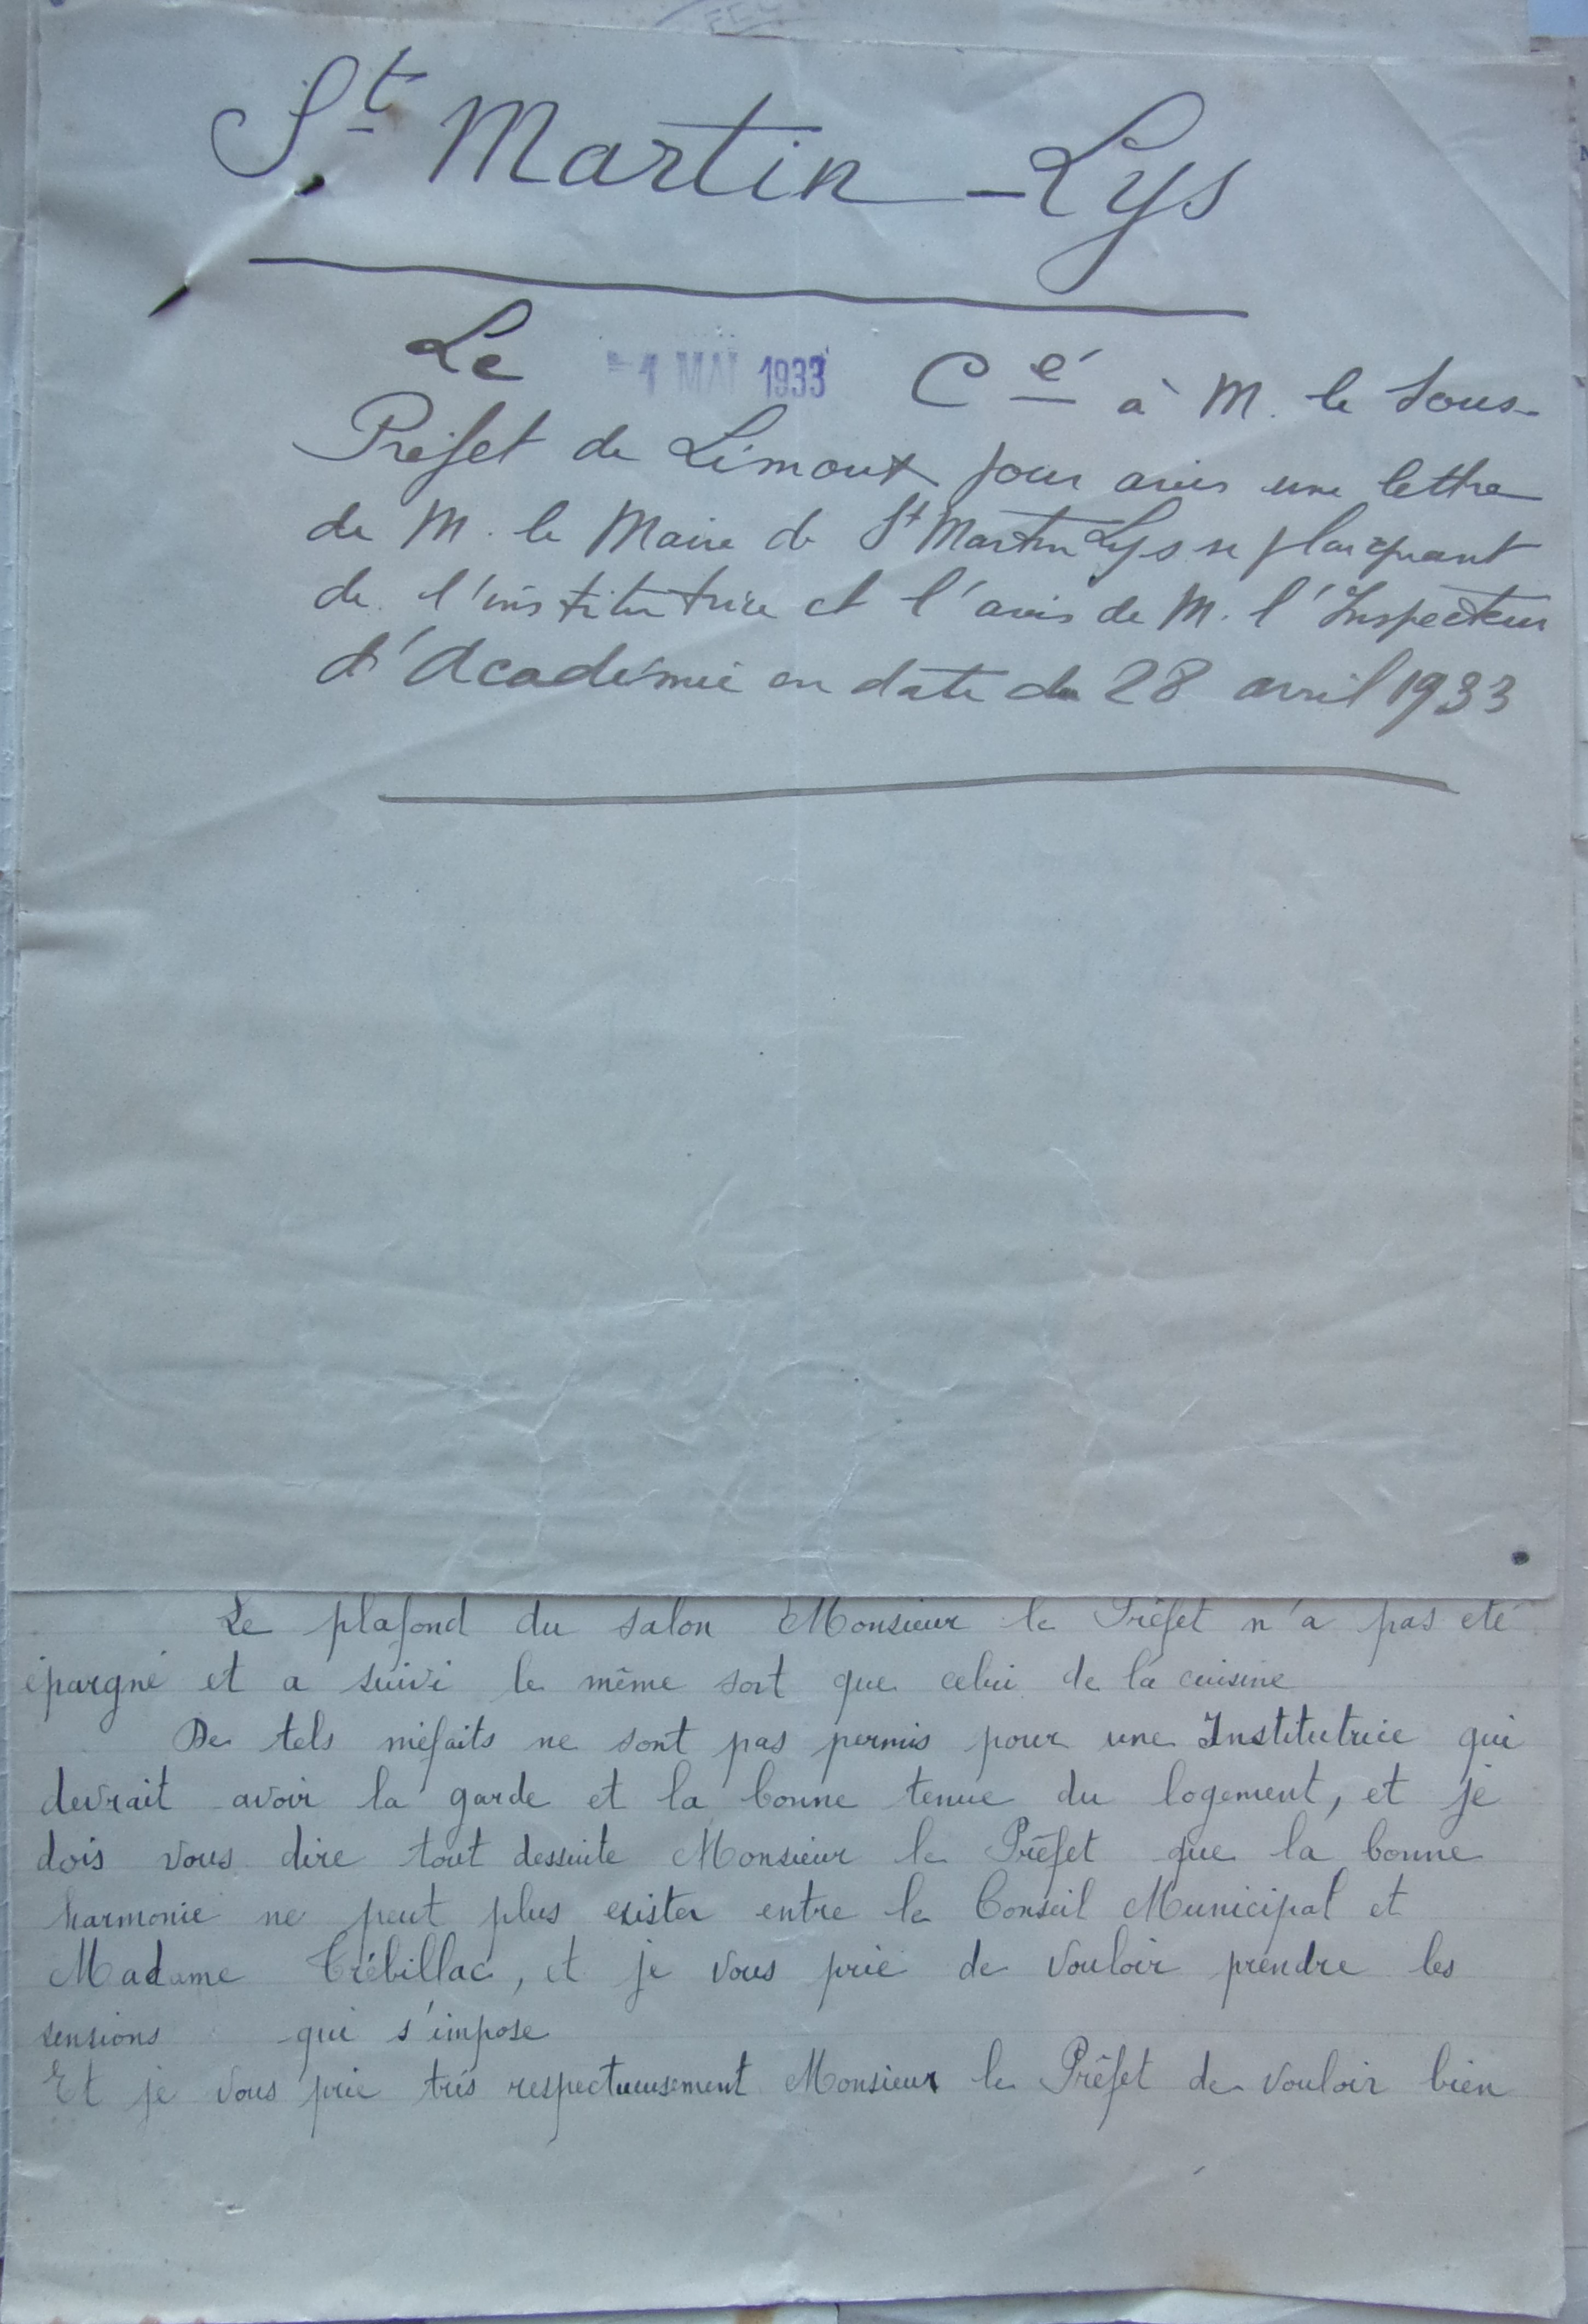 St Martin-Lys
Le -1 MAI 1933 Cé à M. le Sous-
Préfet de Limoux pour avis une lettre
de M. le Maire de St Martin Lys se plaignant
de l'institutrice et l'avis de M. l'Inspecteur
d'Académie en date du 28 avril 1933
Le plafond du salon Monsieur le Préfet n'a pas eté
épargné et a suivi le même sort que celui de la cuisine
De tels méfaits ne sont pas permis pour une Institutrice qui
devrait avoir la garde et la bonne tenue du logement, et je
dois vous dire tout dessuite Monsieur le Préfet que la bonne
harmonie ne peut plus exister entre le Conseil Municipal et
Madame Trébillac, et je vous prie de vouloir prendre les
sensions qui s'impose
Et je vous prie très respectueusement Monsieur le Préfet de vouloir bien